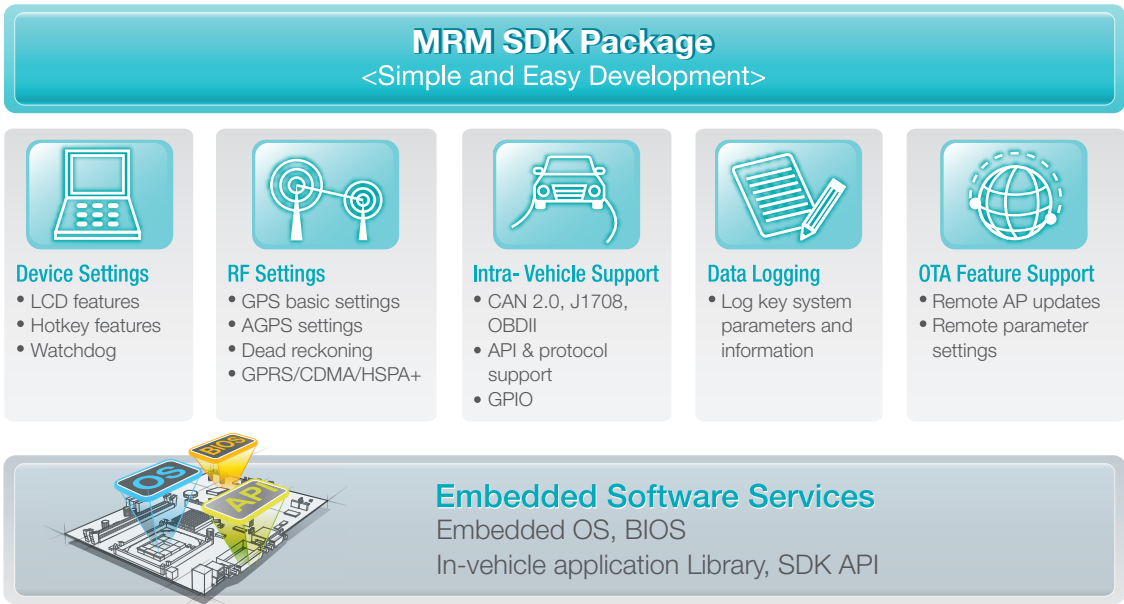 MRM SDK Package
<Simple and Easy Development>
Device Settings
• LCD features
• Hotkey features
• Watchdog
RF Settings
• GPS basic settings
• AGPS settings
• Dead reckoning
• GPRS/CDMA/HSPA+
Intra- Vehicle Support
• CAN 2.0, J1708,
OBDII
• API & protocol
support
• GPIO
Data Logging
• Log key system
parameters and
information
OTA Feature Support
• Remote AP updates
• Remote parameter
settings
BIOS
OS
API
Embedded Software Services
Embedded OS, BIOS
In-vehicle application Library, SDK API